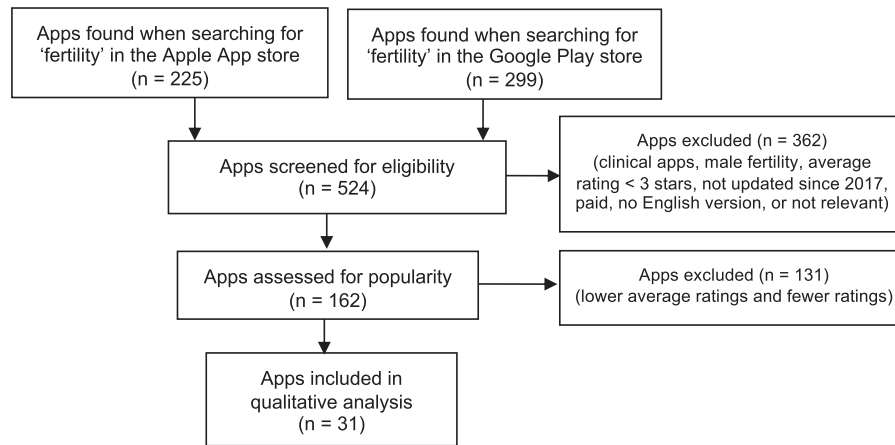 Apps found when searching for
‘fertility’ in the Apple App store
(n = 225)
Apps found when searching for
‘fertility’ in the Google Play store
(n = 299)
Apps screened for eligibility
(n = 524)
Apps excluded (n = 362)
(clinical apps, male fertility, average
rating < 3 stars, not updated since 2017,
paid, no English version, or not relevant)
Apps assessed for popularity
(n = 162)
Apps excluded (n = 131)
(lower average ratings and fewer ratings)
Apps included in
qualitative analysis
(n = 31)